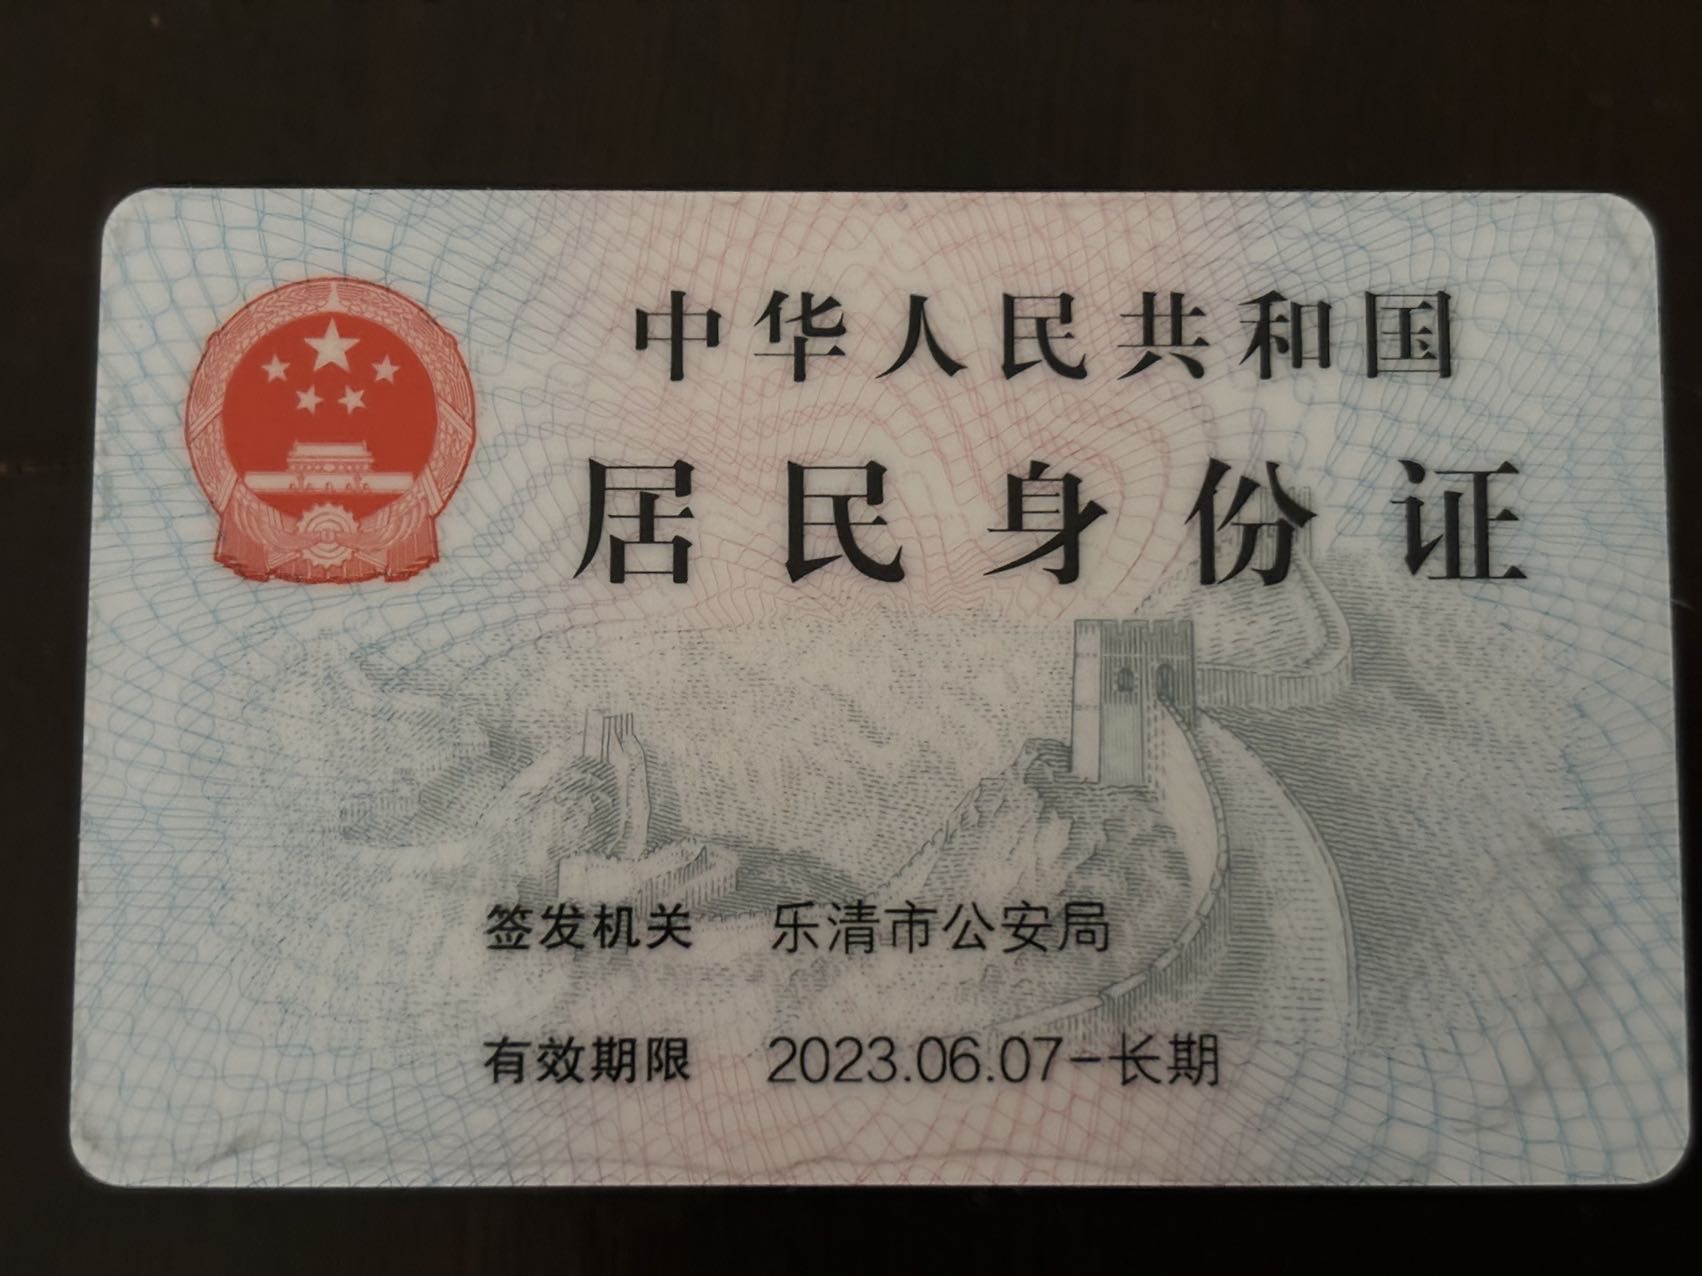 中华人民共和国
居民身份证
签发机关 乐清市公安局
有效期限 2023.06.07-长期